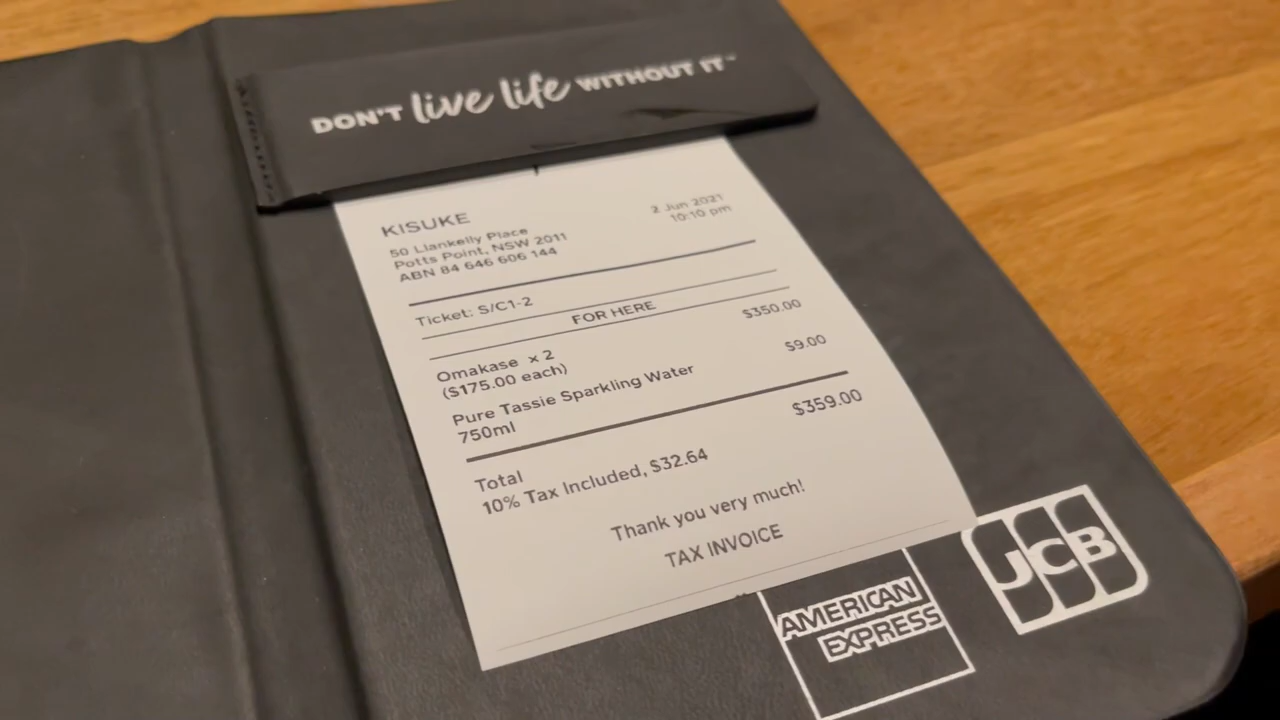 DON'T live life WITHOUT IT™
KISUKE
2 Jun 2021
10:10 pm
50 Llankelly Place
Potts Point, NSW 2011
ABN 84 646 606 144
Ticket: S/C1-2
FOR HERE
Omakase x 2 $350.00
($175.00 each)
Pure Tassie Sparkling Water $9.00
750ml
Total $359.00
10% Tax Included, $32.64
Thank you very much!
TAX INVOICE
AMERICAN
EXPRESS
JCB